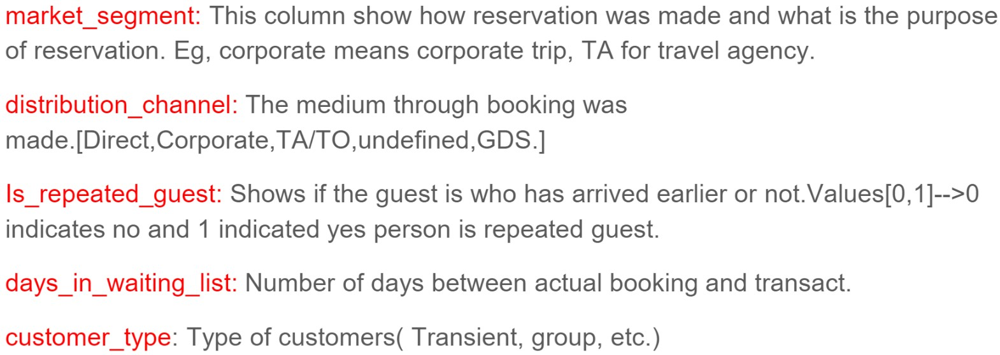 market_segment: This column show how reservation was made and what is the purpose
of reservation. Eg, corporate means corporate trip, TA for travel agency.
distribution_channel: The medium through booking was
made.[Direct,Corporate,TA/TO,undefined,GDS.]
Is_repeated_guest: Shows if the guest is who has arrived earlier or not.Values[0,1]-->0
indicates no and 1 indicated yes person is repeated guest.
days_in_waiting_list: Number of days between actual booking and transact.
customer_type: Type of customers( Transient, group, etc.)